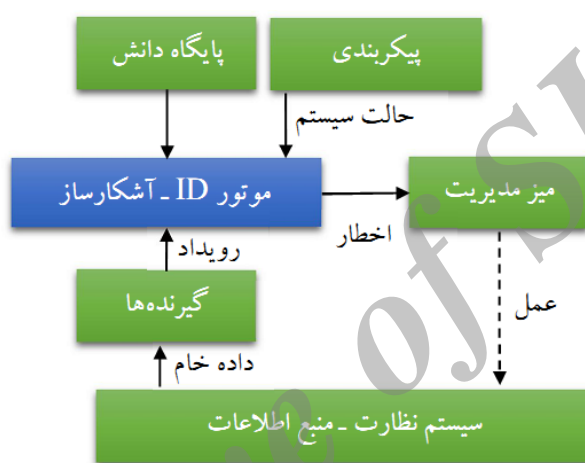 پایگاه دانش
پیکربندی
حالت سیستم
موتور ID ـ آشکارساز
میز مدیریت
اخطار
رویداد
گیرنده‌ها
عمل
داده خام
سیستم نظارت ـ منبع اطلاعات
of S